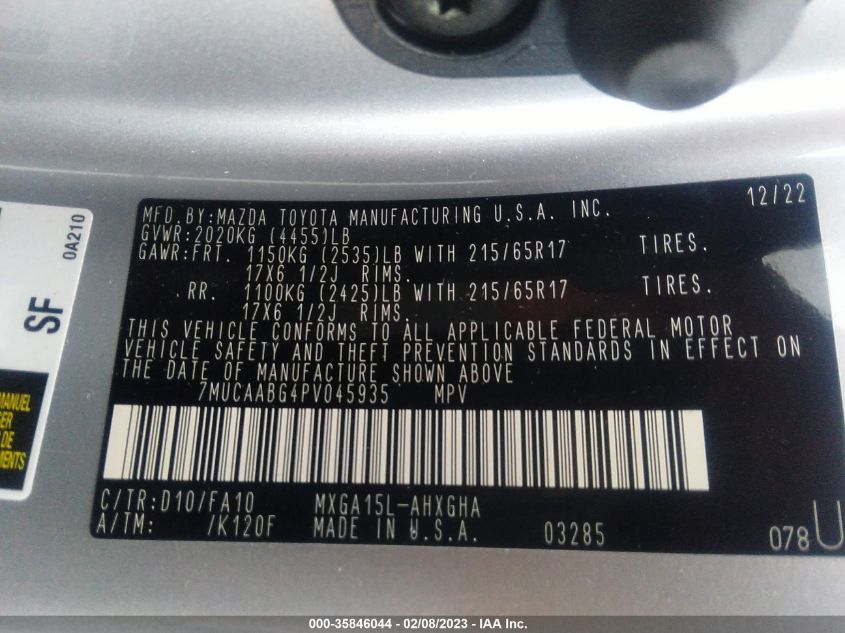 MFD.BY:MAZDA TOYOTA MANUFACTURING U.S.A. INC. 12/22
GVWR:2020KG (4455)LB
GAWR:FRT. 1150KG (2535)LB WITH 215/65R17 TIRES.
17X6 1/2J RIMS.
RR. 1100KG (2425)LB WITH 215/65R17 TIRES.
17X6 1/2J RIMS.
THIS VEHICLE CONFORMS TO ALL APPLICABLE FEDERAL MOTOR
VEHICLE SAFETY AND THEFT PREVENTION STANDARDS IN EFFECT ON
THE DATE OF MANUFACTURE SHOWN ABOVE.
7MUCAABG4PV045935 MPV
C/TR:D10/FA10 MXGA15L-AHXGHA
A/TM: /K120F MADE IN U.S.A. 03285 078 U
0A210
SF
MANUEL
DE
000-35846044 — 02/08/2023 — IAA Inc.